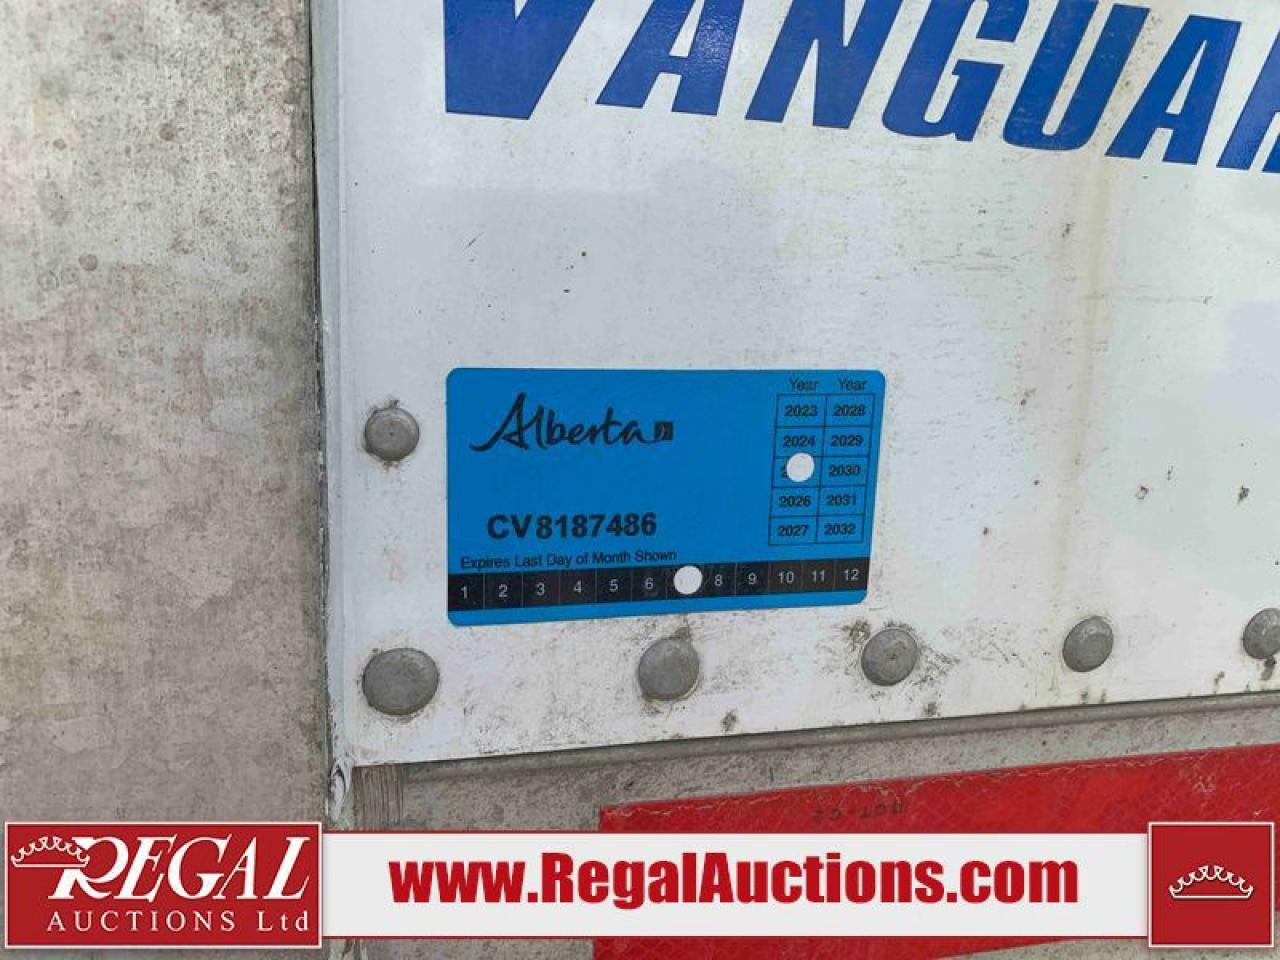 VANGUAR
Alberta
Year Year
2023 2028
2024 2029
2030
2026 2031
2027 2032
CV8187486
Expires Last Day of Month Shown
1 2 3 4 5 6 8 9 10 11 12
REGAL
AUCTIONS Ltd
www.RegalAuctions.com